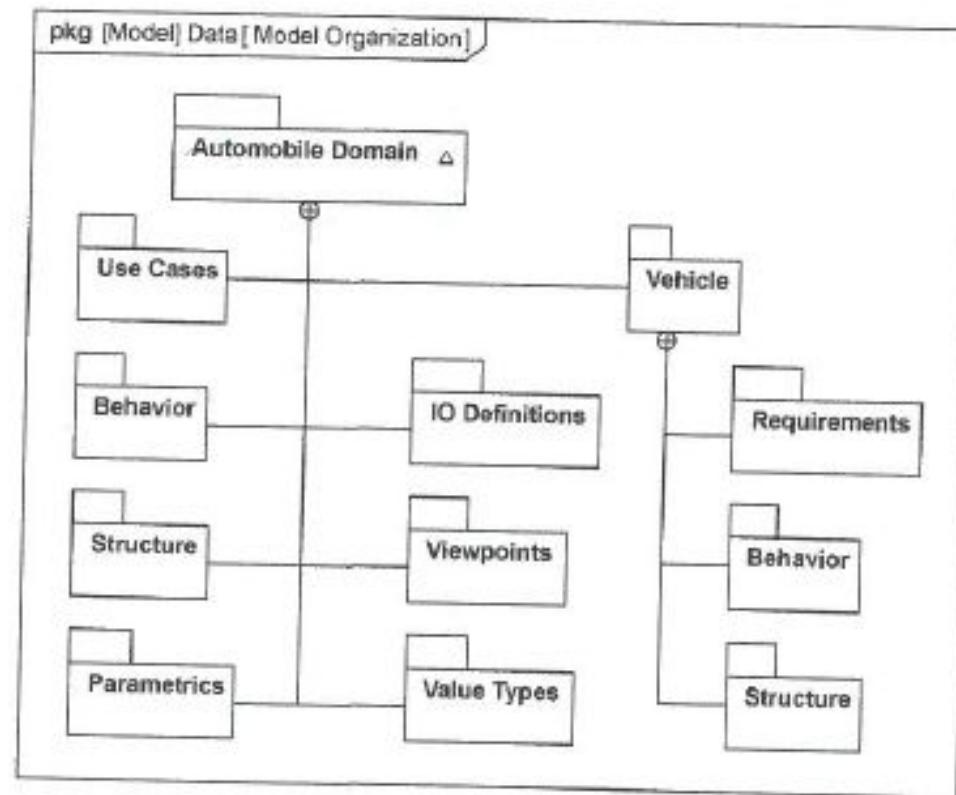 pkg [Model] Data[ Model Organization]
Automobile Domain
Use Cases
Vehicle
Behavior
IO Definitions
Requirements
Structure
Viewpoints
Behavior
Parametrics
Value Types
Structure